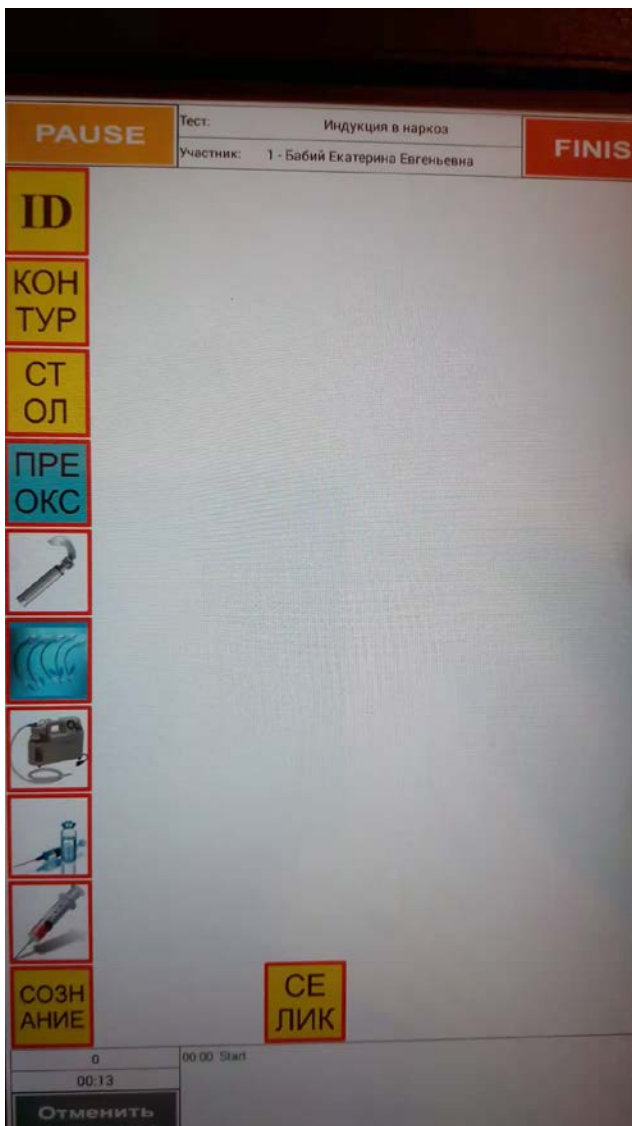 PAUSE
Тест:
Индукция в наркоз
Участник:
1 - Бабий Екатерина Евгеньевна
FINIS
ID
КОН
ТУР
СТ
ОЛ
ПРЕ
ОКС
СОЗН
АНИЕ
СЕ
ЛИК
0
00:00 Start
00:13
Отменить